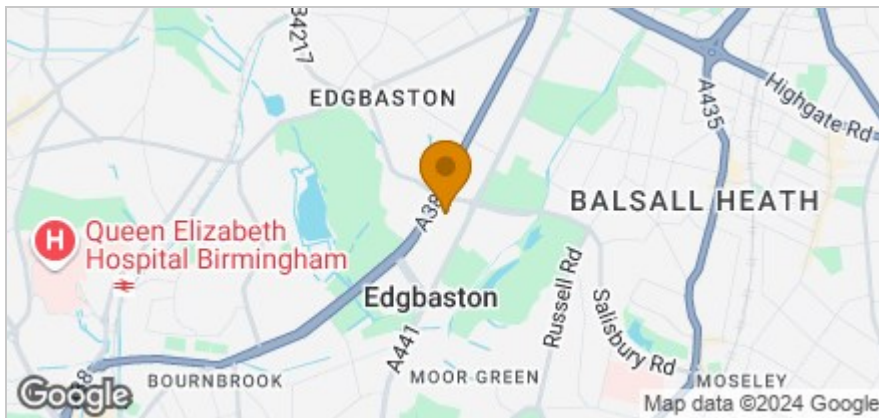 34217
EDGBASTON
A38
A435
Highgate Rd
BALSALL HEATH
H
Queen Elizabeth
Hospital Birmingham
Edgbaston
Russell Rd
Salisbury Rd
A441
BOURNBROOK
MOOR GREEN
MOSELEY
Google
Map data ©2024 Google